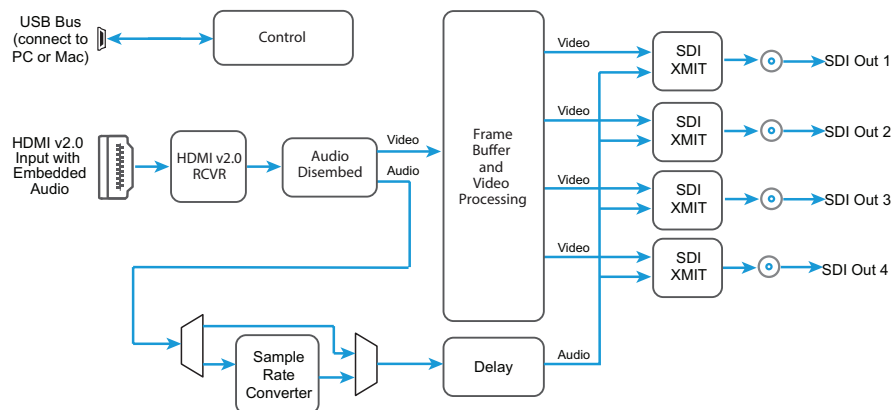 USB Bus
(connect to
PC or Mac)
Control
HDMI v2.0
Input with
Embedded
Audio
HDMI v2.0
RCVR
Audio
Disembed
Video
Audio
Frame
Buffer
and
Video
Processing
Video
SDI
XMIT
SDI Out 1
Video
SDI
XMIT
SDI Out 2
Video
SDI
XMIT
SDI Out 3
Video
SDI
XMIT
SDI Out 4
Sample
Rate
Converter
Delay
Audio